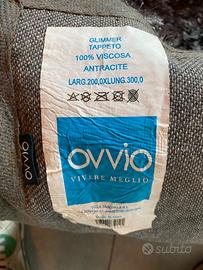 GLIMMER
TAPPETO
100% VISCOSA
ANTRACITE
LARG.200,0XLUNG.300,0
ovvio
OVVIO
VIVERE MEGLIO
subito